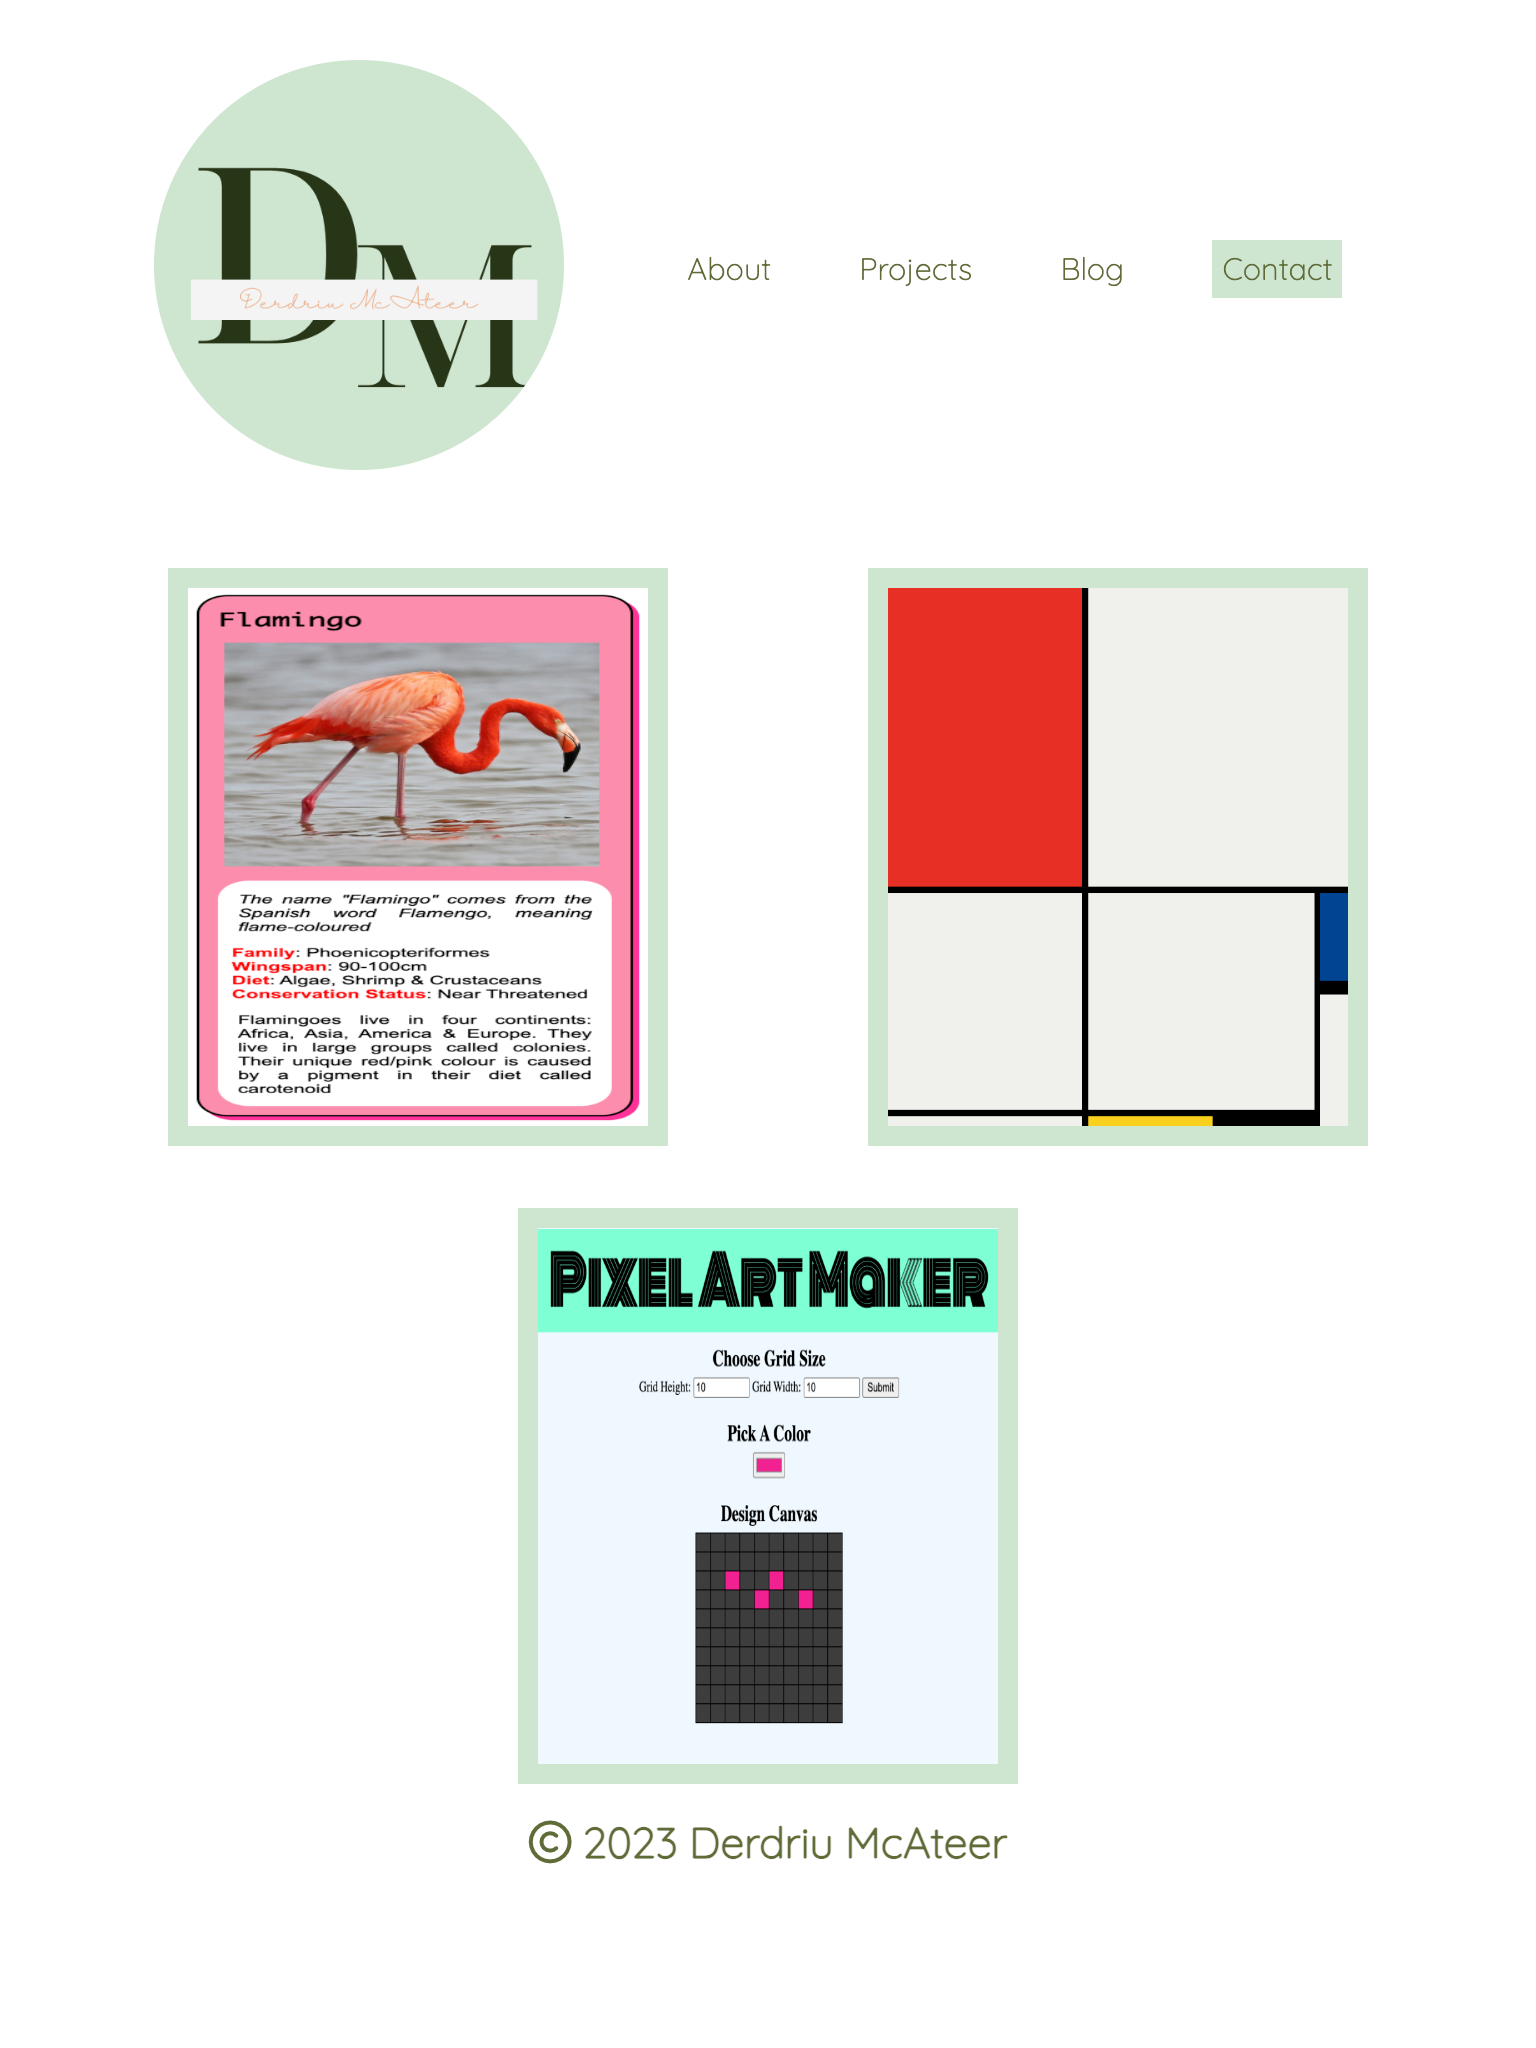 DM
Derdriu McAteer
About Projects Blog Contact
Flamingo
The name "Flamingo" comes from the
Spanish word Flamengo, meaning
flame-coloured
Family: Phoenicopteriformes
Wingspan: 90-100cm
Diet: Algae, Shrimp & Crustaceans
Conservation Status: Near Threatened
Flamingoes live in four continents:
Africa, Asia, America & Europe. They
live in large groups called colonies.
Their unique red/pink colour is caused
by a pigment in their diet called
carotenoid
Pixel Art Maker
Choose Grid Size
Grid Height: 10 Grid Width: 10 Submit
Pick A Color
Design Canvas
© 2023 Derdriu McAteer